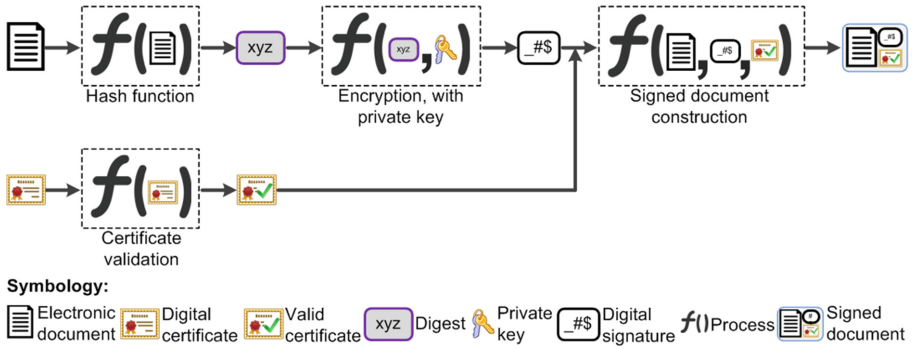 f( )
xyz
f(xyz, )
_#$
f( , _#$, )
_#$
Hash function
Encryption, with
private key
Signed document
construction
f( )
Certificate
validation
Symbology:
Electronic
document
Digital
certificate
Valid
certificate
xyz
Digest
Private
key
_#$
Digital
signature
f()
Process
Signed
document